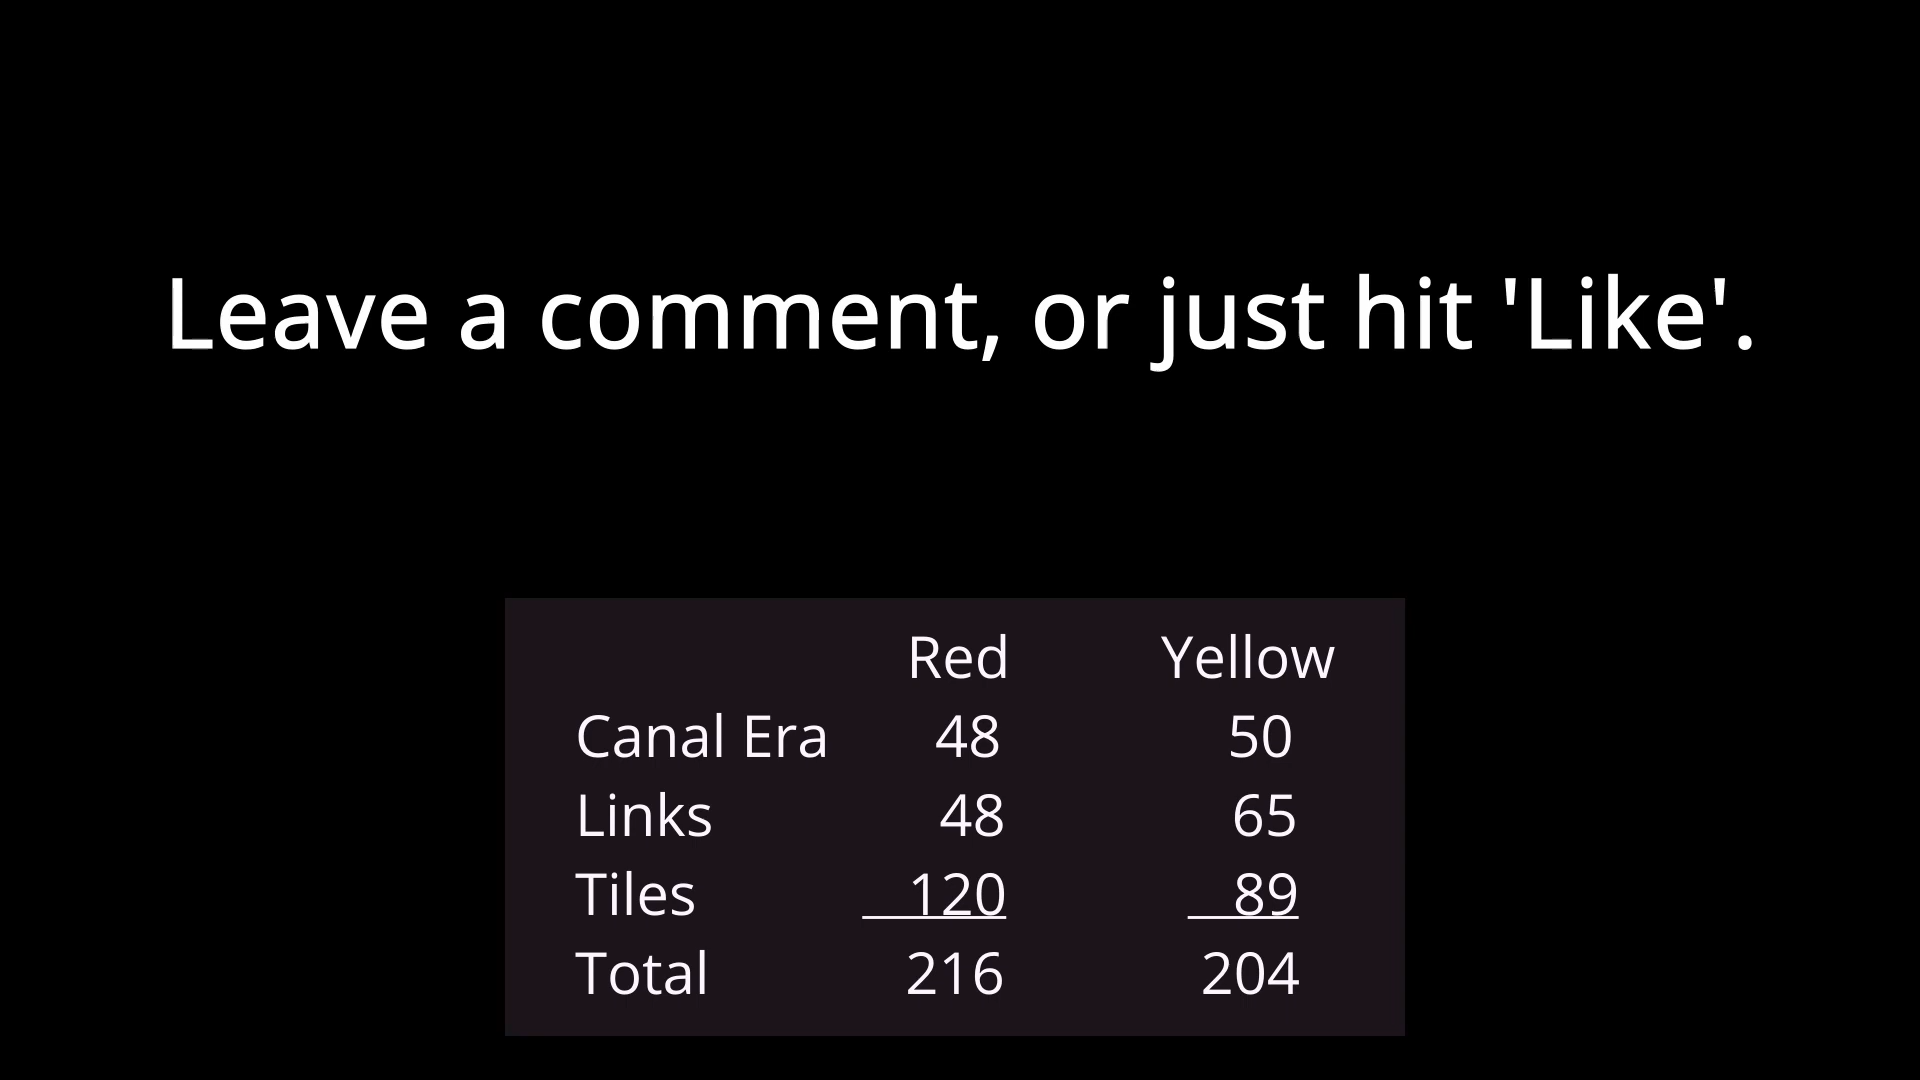 Leave a comment, or just hit 'Like'.
Red Yellow
Canal Era 48 50
Links 48 65
Tiles 120 89
Total 216 204